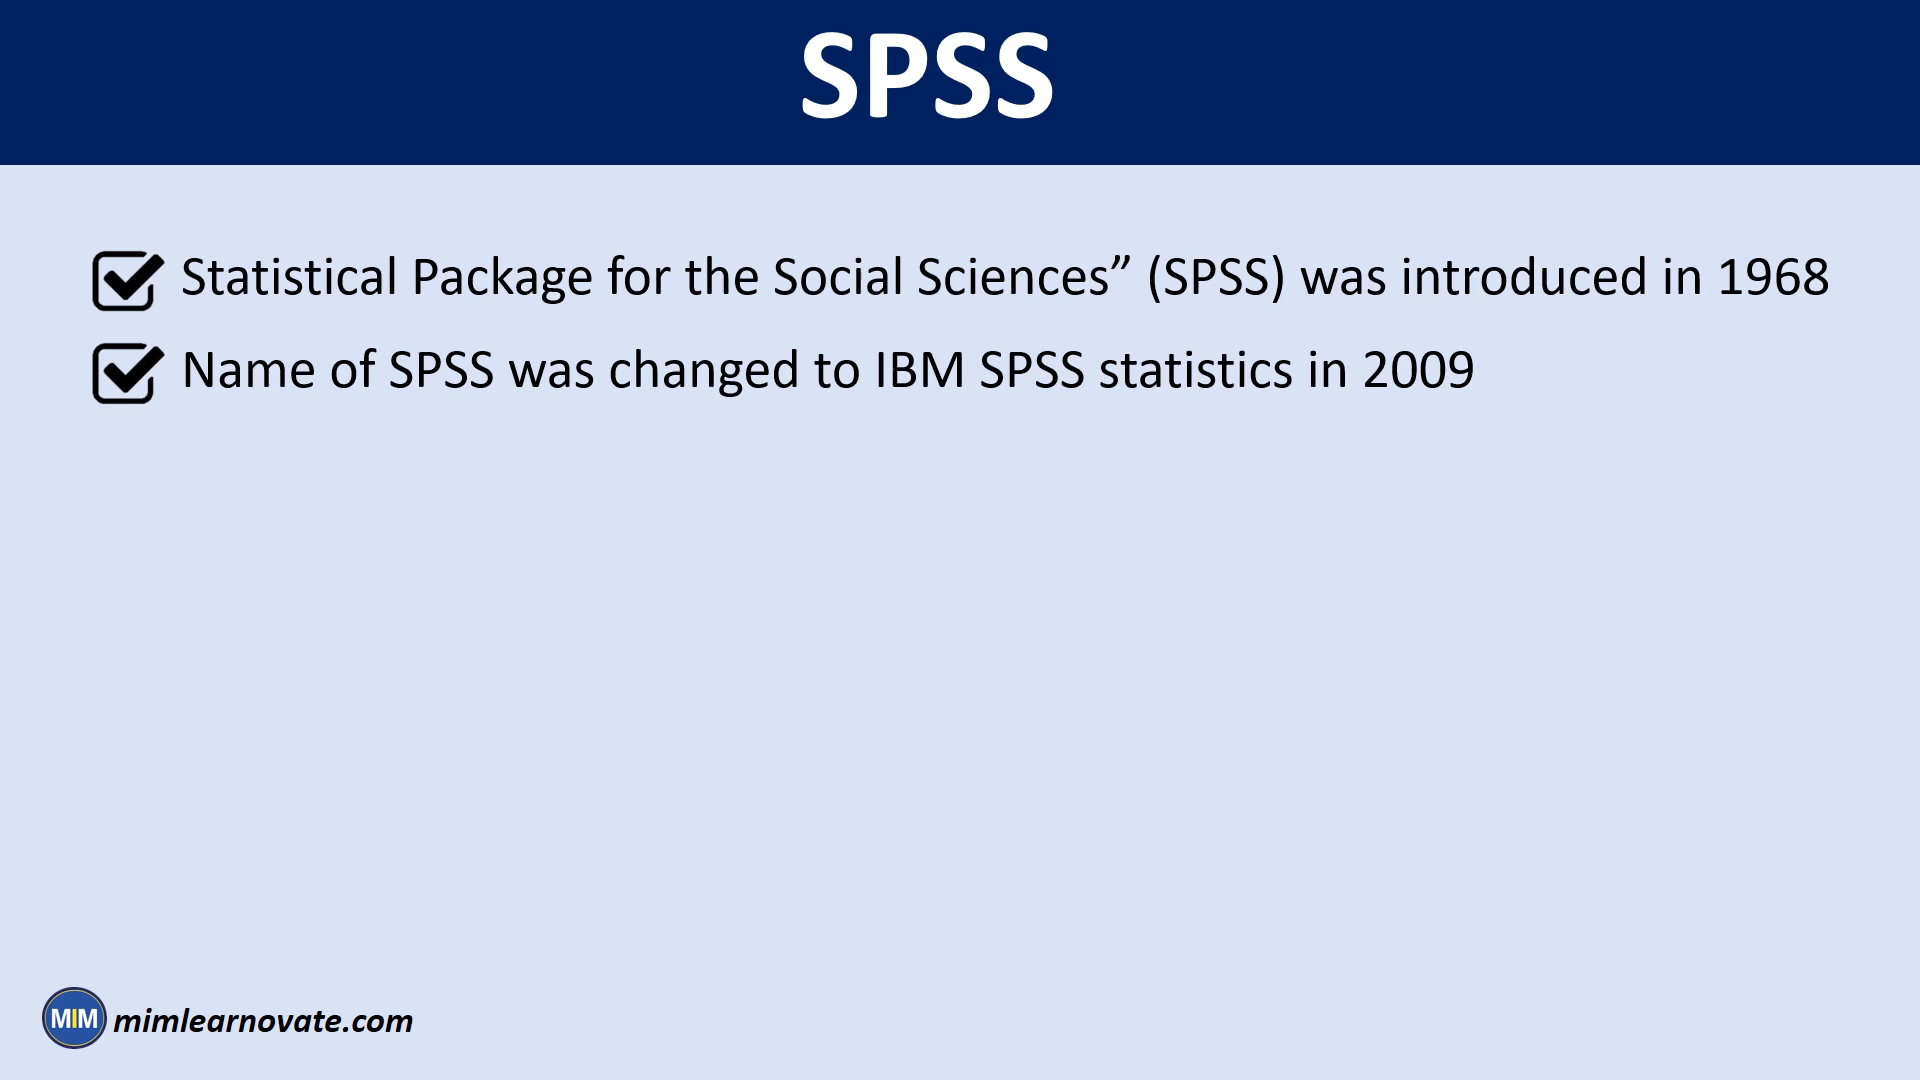 SPSS
Statistical Package for the Social Sciences” (SPSS) was introduced in 1968
Name of SPSS was changed to IBM SPSS statistics in 2009
MIM mimlearnovate.com